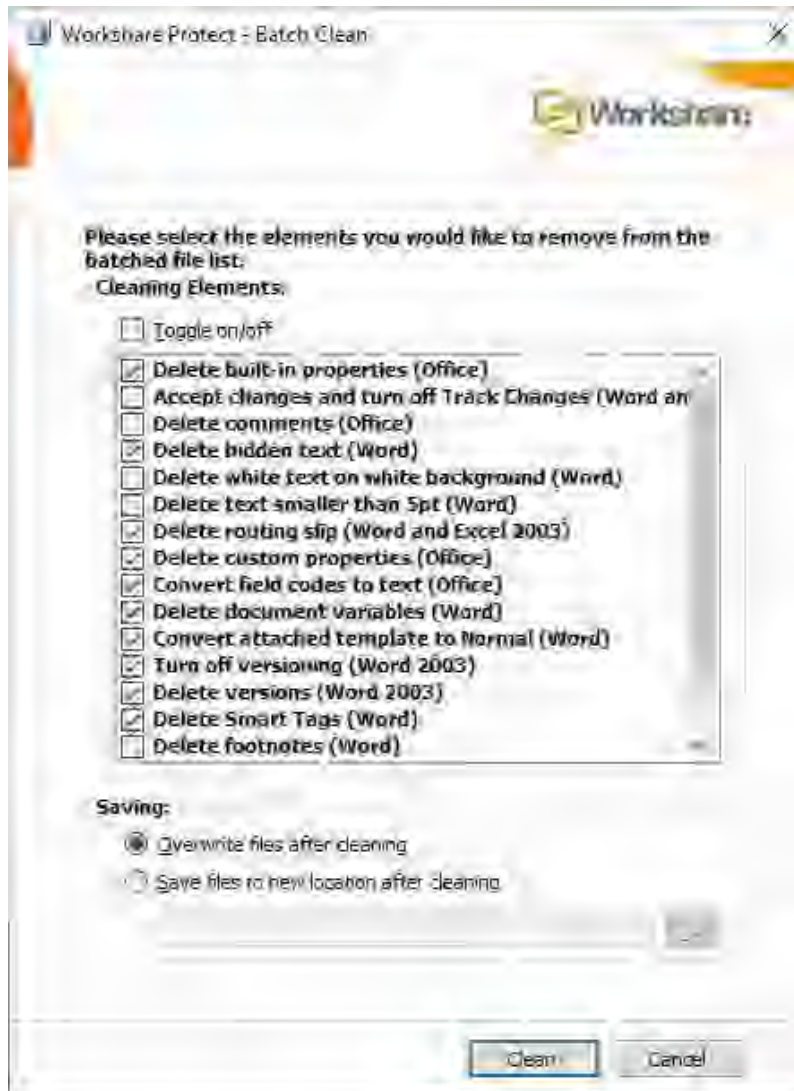 Workshare Protect - Batch Clean
Workshare
Please select the elements you would like to remove from the
batched file list.
Cleaning Elements:
Toggle on/off
Delete built-in properties (Office)
Accept changes and turn off Track Changes (Word an
Delete comments (Office)
Delete hidden text (Word)
Delete white text on white background (Word)
Delete text smaller than 5pt (Word)
Delete routing slip (Word and Excel 2003)
Delete custom properties (Office)
Convert field codes to text (Office)
Delete document variables (Word)
Convert attached template to Normal (Word)
Turn off versioning (Word 2003)
Delete versions (Word 2003)
Delete Smart Tags (Word)
Delete footnotes (Word)
Saving:
Overwrite files after cleaning
Save files to new location after cleaning
Clean
Cancel